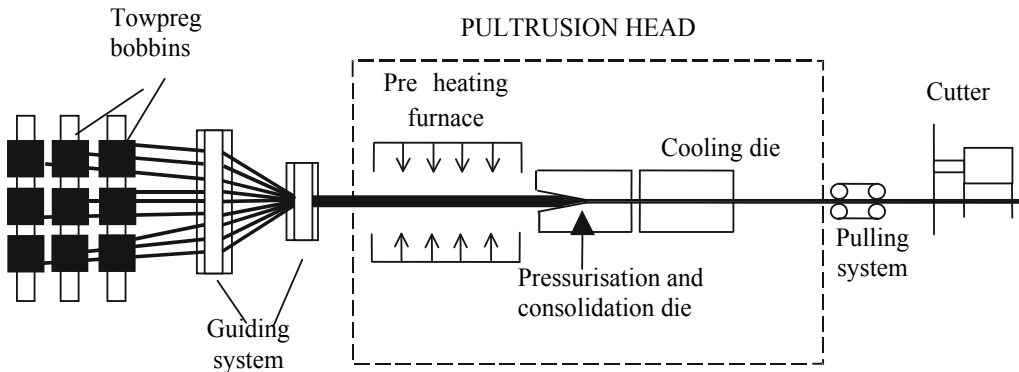 Towpreg
bobbins
PULTRUSION HEAD
Pre heating
furnace
Cooling die
Cutter
Pulling
system
Pressurisation and
consolidation die
Guiding
system